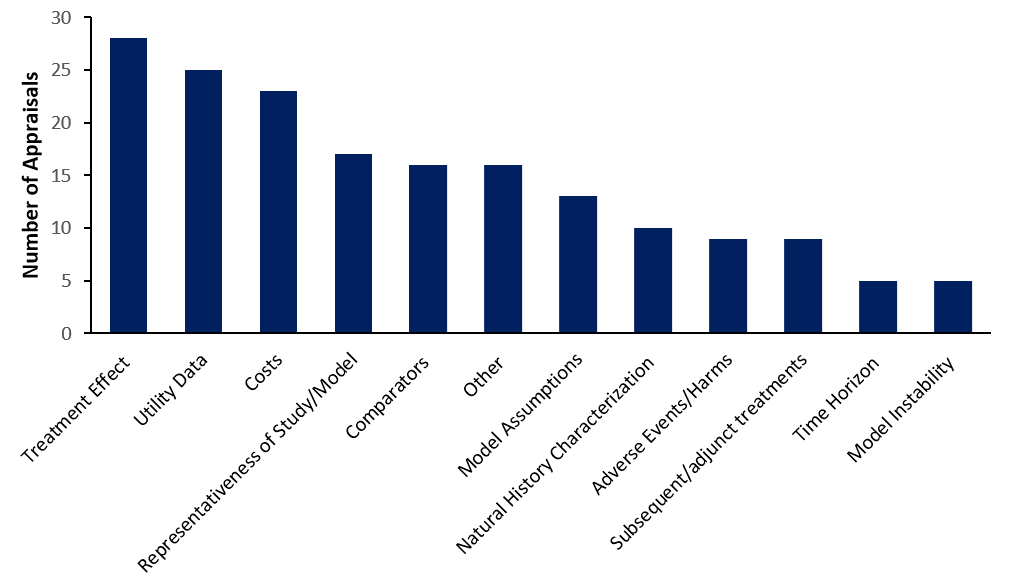 Number of Appraisals
30
25
20
15
10
5
0
Treatment Effect
Utility Data
Costs
Representativeness of Study/Model
Comparators
Other
Model Assumptions
Natural History Characterization
Adverse Events/Harms
Subsequent/adjunct treatments
Time Horizon
Model Instability